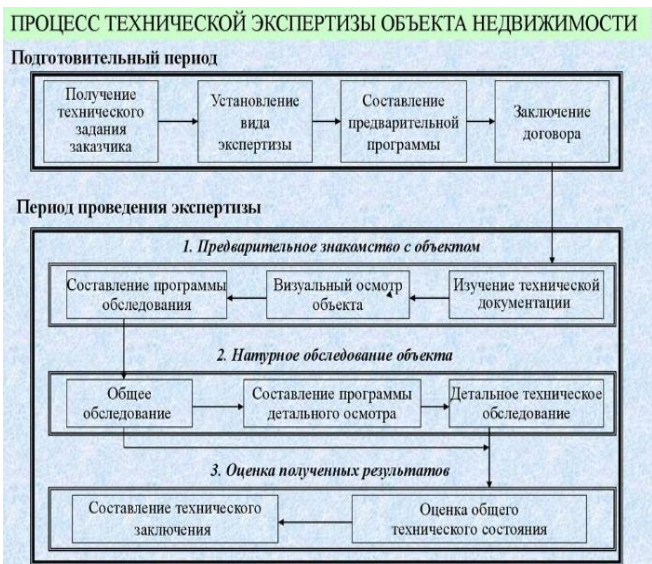 ПРОЦЕСС ТЕХНИЧЕСКОЙ ЭКСПЕРТИЗЫ ОБЪЕКТА НЕДВИЖИМОСТИ
Подготовительный период
Получение
технического
задания
заказчика
Установление
вида
экспертизы
Составление
предварительной
программы
Заключение
договора
Период проведения экспертизы
1. Предварительное знакомство с объектом
Составление программы
обследования
Визуальный осмотр
объекта
Изучение технической
документации
2. Натурное обследование объекта
Общее
обследование
Составление программы
детального осмотра
Детальное техническое
обследование
3. Оценка полученных результатов
Составление технического
заключения
Оценка общего
технического состояния